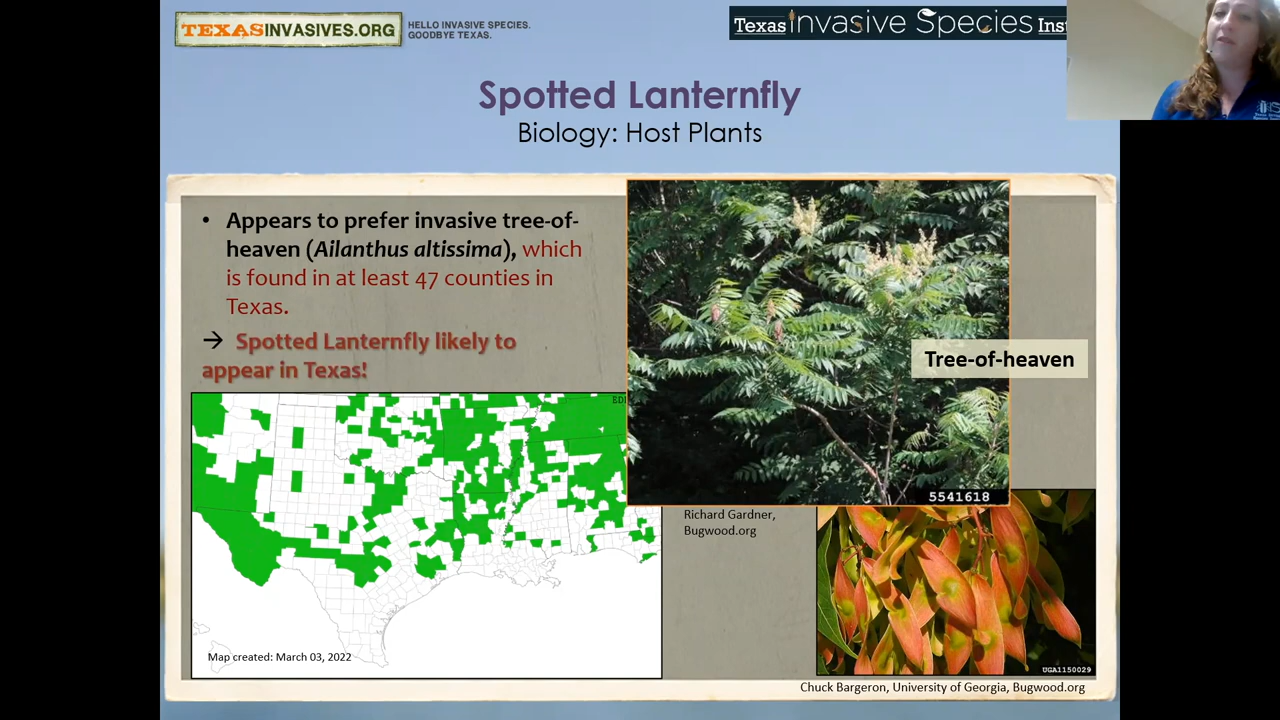 TEXASINVASIVES.ORG
HELLO INVASIVE SPECIES.
GOODBYE TEXAS.
Texas Invasive Species Inst
Spotted Lanternfly
Biology: Host Plants
• Appears to prefer invasive tree-of-
heaven (Ailanthus altissima), which
is found in at least 47 counties in
Texas.
→ Spotted Lanternfly likely to
appear in Texas!
Tree-of-heaven
5541618
Richard Gardner,
Bugwood.org
Map created: March 03, 2022
UGA1150029
Chuck Bargeron, University of Georgia, Bugwood.org